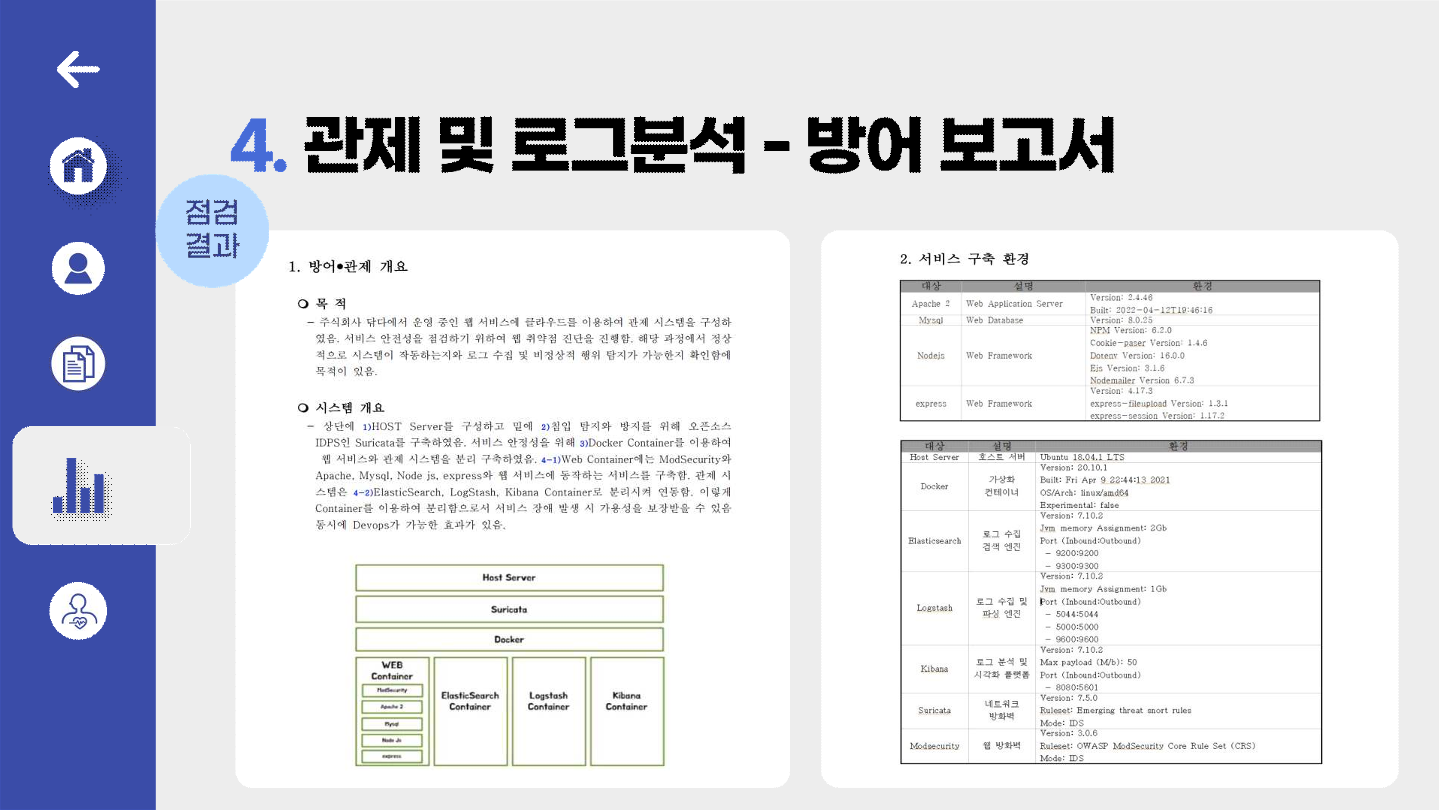 4. 관제 및 로그분석 - 방어 보고서
점검
결과
1. 방어•관제 개요
❍ 목 적
- 주식회사 닦다에서 운영 중인 웹 서비스에 클라우드를 이용하여 관제 시스템을 구성하
였음. 서비스 안전성을 점검하기 위하여 웹 취약점 진단을 진행함. 해당 과정에서 정상
적으로 시스템이 작동하는지와 로그 수집 및 비정상적 행위 탐지가 가능한지 확인함에
목적이 있음.
❍ 시스템 개요
- 상단에 1)HOST Server를 구성하고 밑에 2)침입 탐지와 방지를 위해 오픈소스
IDPS인 Suricata를 구축하였음. 서비스 안정성을 위해 3)Docker Container를 이용하여
웹 서비스와 관제 시스템을 분리 구축하였음. 4-1)Web Container에는 ModSecurity와
Apache, Mysql, Node js, express와 웹 서비스에 동작하는 서비스를 구축함. 관제 시
스템은 4-2)ElasticSearch, LogStash, Kibana Container로 분리시켜 연동함. 이렇게
Container를 이용하여 분리함으로서 서비스 장애 발생 시 가용성을 보장받을 수 있음
동시에 Devops가 가능한 효과가 있음.
Host Server
Suricata
Docker
WEB
Container
ModSecurity
Apache 2
Mysql
Node Js
express
ElasticSearch
Container
Logstash
Container
Kibana
Container
2. 서비스 구축 환경
대상 설명 환경
Apache 2 Web Application Server Version: 2.4.46
Built: 2022-04-12T19:46:16
Mysql Web Database Version: 8.0.25
Nodejs Web Framework NPM Version: 6.2.0
Cookie-paser Version: 1.4.6
Dotenv Version: 16.0.0
Ejs Version: 3.1.6
Nodemailer Version 6.7.3
express Web Framework Version: 4.17.3
express-fileupload Version: 1.3.1
express-session Version: 1.17.2
대상 설명 환경
Host Server 호스트 서버 Ubuntu 18.04.1 LTS
Docker 가상화 컨테이너 Version: 20.10.1
Built: Fri Apr 9 22:44:13 2021
OS/Arch: linux/amd64
Experimental: false
Elasticsearch 로그 수집 검색 엔진 Version: 7.10.2
Jvm memory Assignment: 2Gb
Port (Inbound:Outbound)
- 9200:9200
- 9300:9300
Logstash 로그 수집 및 파싱 엔진 Version: 7.10.2
Jvm memory Assignment: 1Gb
Port (Inbound:Outbound)
- 5044:5044
- 5000:5000
- 9600:9600
Kibana 로그 분석 및 시각화 플랫폼 Version: 7.10.2
Max payload (M/b): 50
Port (Inbound:Outbound)
- 8080:5601
Suricata 네트워크 방화벽 Version: 7.5.0
Ruleset: Emerging threat snort rules
Mode: IDS
Modsecurity 웹 방화벽 Version: 3.0.6
Ruleset: OWASP ModSecurity Core Rule Set (CRS)
Mode: IDS